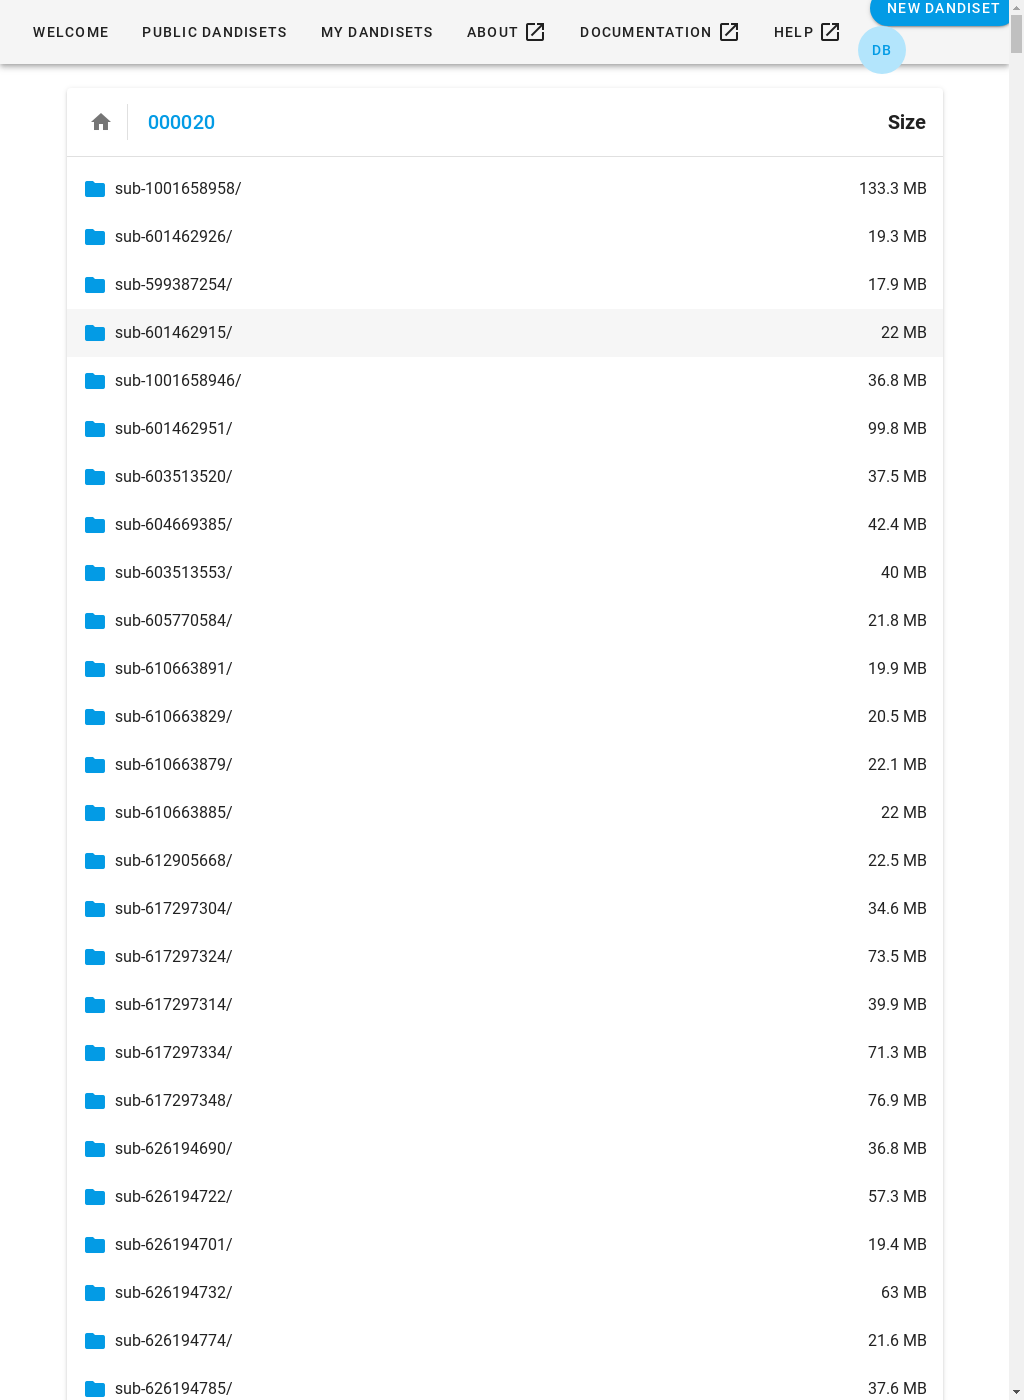 NEW DANDISET
WELCOME PUBLIC DANDISETS MY DANDISETS ABOUT DOCUMENTATION HELP
DB
000020 Size
sub-1001658958/ 133.3 MB
sub-601462926/ 19.3 MB
sub-599387254/ 17.9 MB
sub-601462915/ 22 MB
sub-1001658946/ 36.8 MB
sub-601462951/ 99.8 MB
sub-603513520/ 37.5 MB
sub-604669385/ 42.4 MB
sub-603513553/ 40 MB
sub-605770584/ 21.8 MB
sub-610663891/ 19.9 MB
sub-610663829/ 20.5 MB
sub-610663879/ 22.1 MB
sub-610663885/ 22 MB
sub-612905668/ 22.5 MB
sub-617297304/ 34.6 MB
sub-617297324/ 73.5 MB
sub-617297314/ 39.9 MB
sub-617297334/ 71.3 MB
sub-617297348/ 76.9 MB
sub-626194690/ 36.8 MB
sub-626194722/ 57.3 MB
sub-626194701/ 19.4 MB
sub-626194732/ 63 MB
sub-626194774/ 21.6 MB
sub-626194785/ 37.6 MB